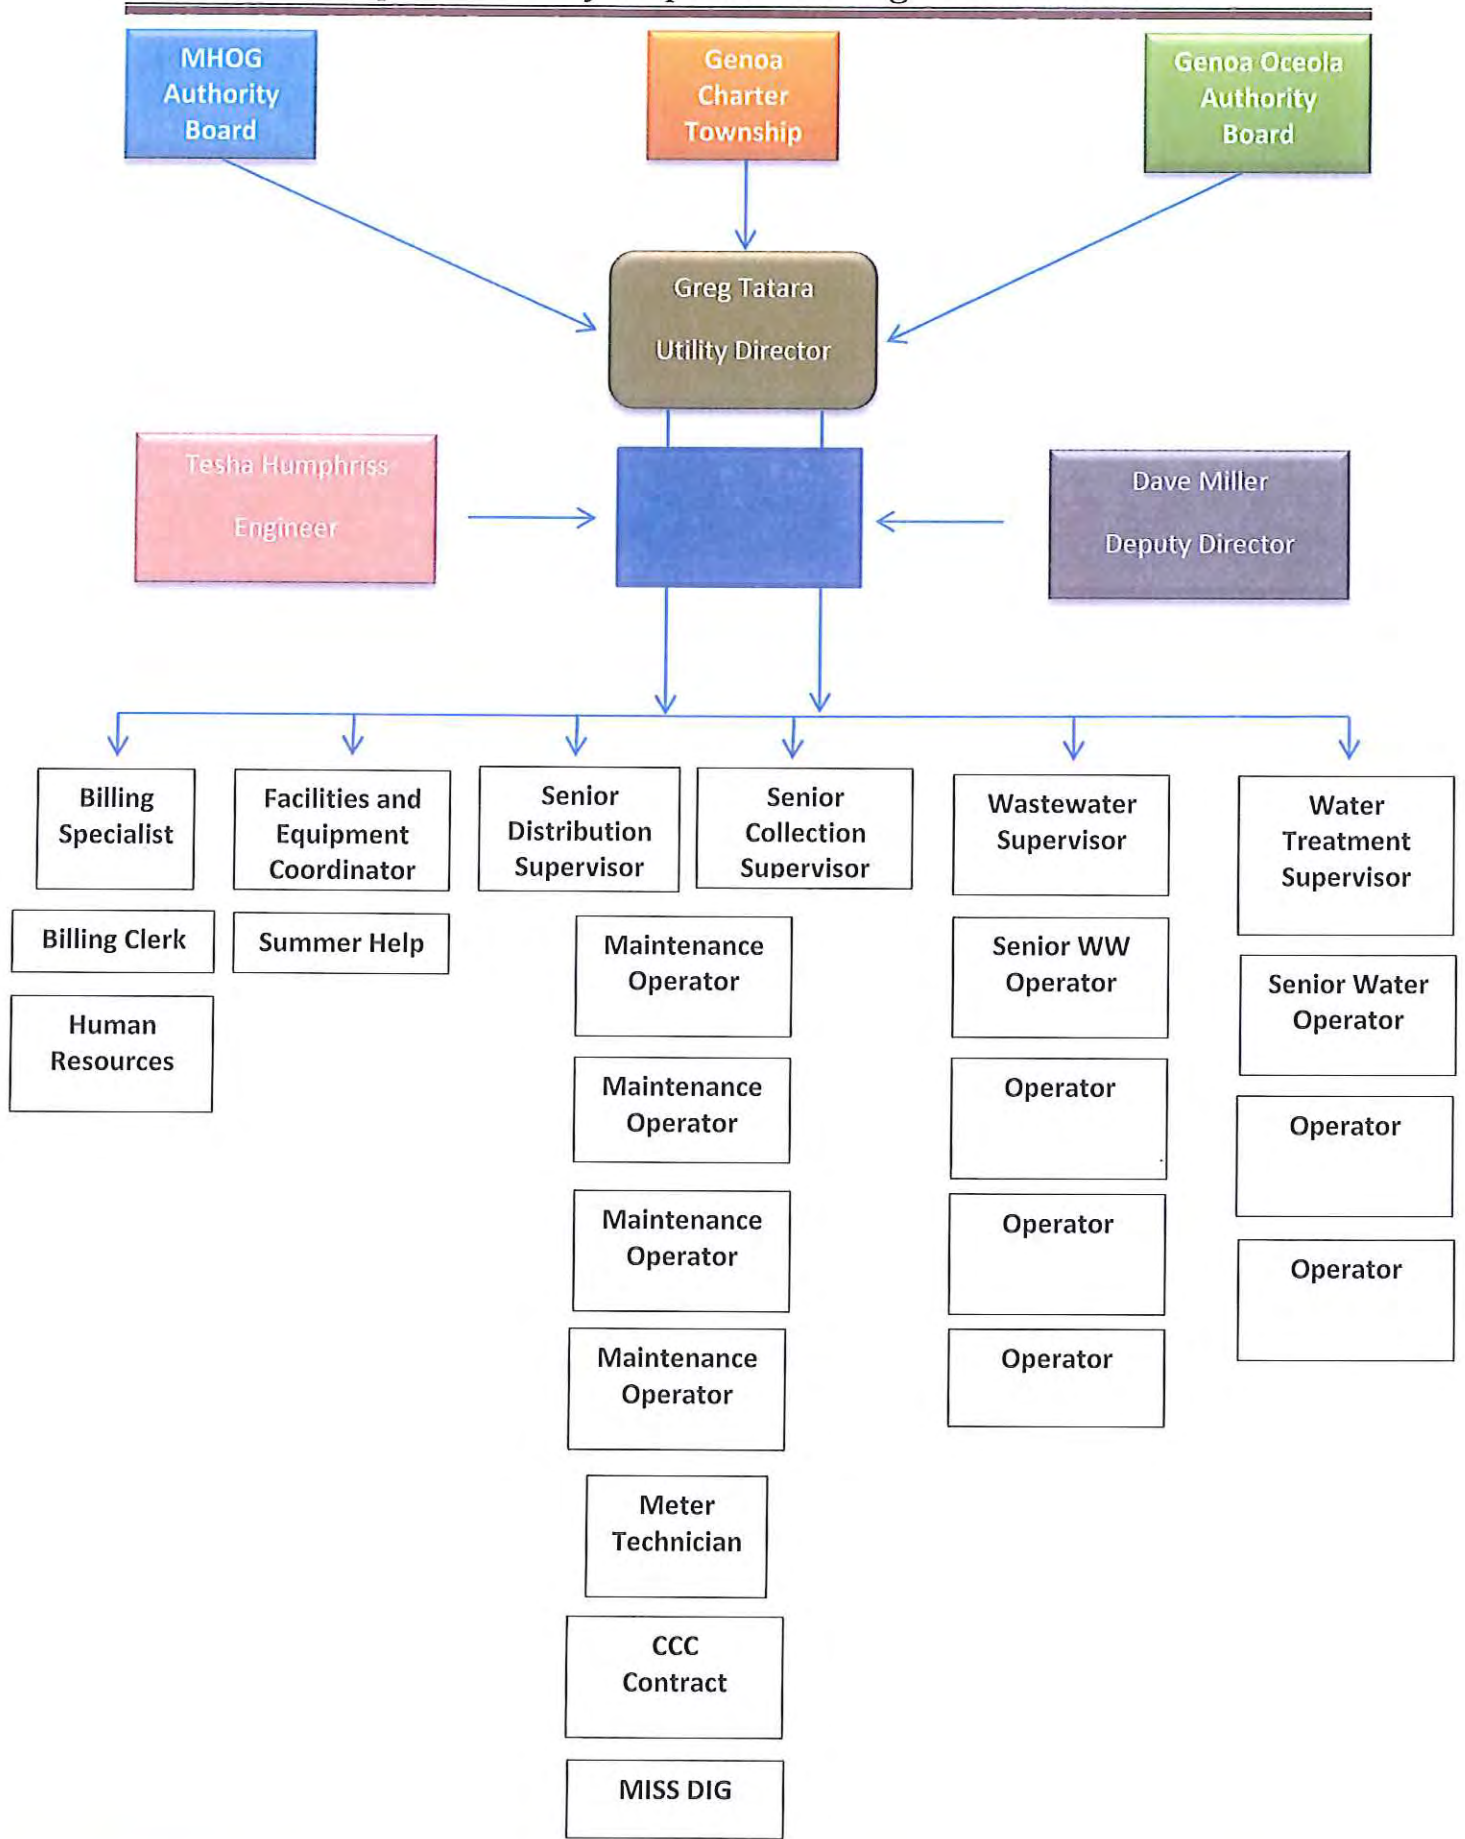 MHOG
Authority
Board
Genoa
Charter
Township
Genoa Oceola
Authority
Board
Greg Tatara
Utility Director
Tesha Humphriss
Engineer
Dave Miller
Deputy Director
Billing
Specialist
Facilities and
Equipment
Coordinator
Senior
Distribution
Supervisor
Senior
Collection
Supervisor
Wastewater
Supervisor
Water
Treatment
Supervisor
Billing Clerk
Summer Help
Maintenance
Operator
Senior WW
Operator
Senior Water
Operator
Human
Resources
Maintenance
Operator
Operator
Operator
Maintenance
Operator
Operator
Operator
Maintenance
Operator
Operator
Meter
Technician
CCC
Contract
MISS DIG